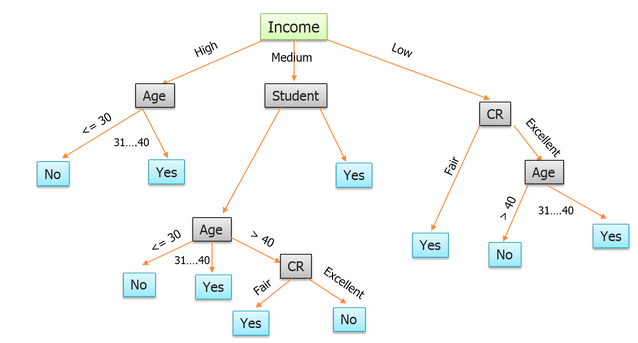 Income
High
Medium
Low
Age
Student
CR
<= 30
31....40
Fair
Excellent
No
Yes
Yes
Age
> 40
31....40
Age
<= 30
31....40
> 40
Yes
No
Yes
CR
No
Yes
Fair
Excellent
Yes
No